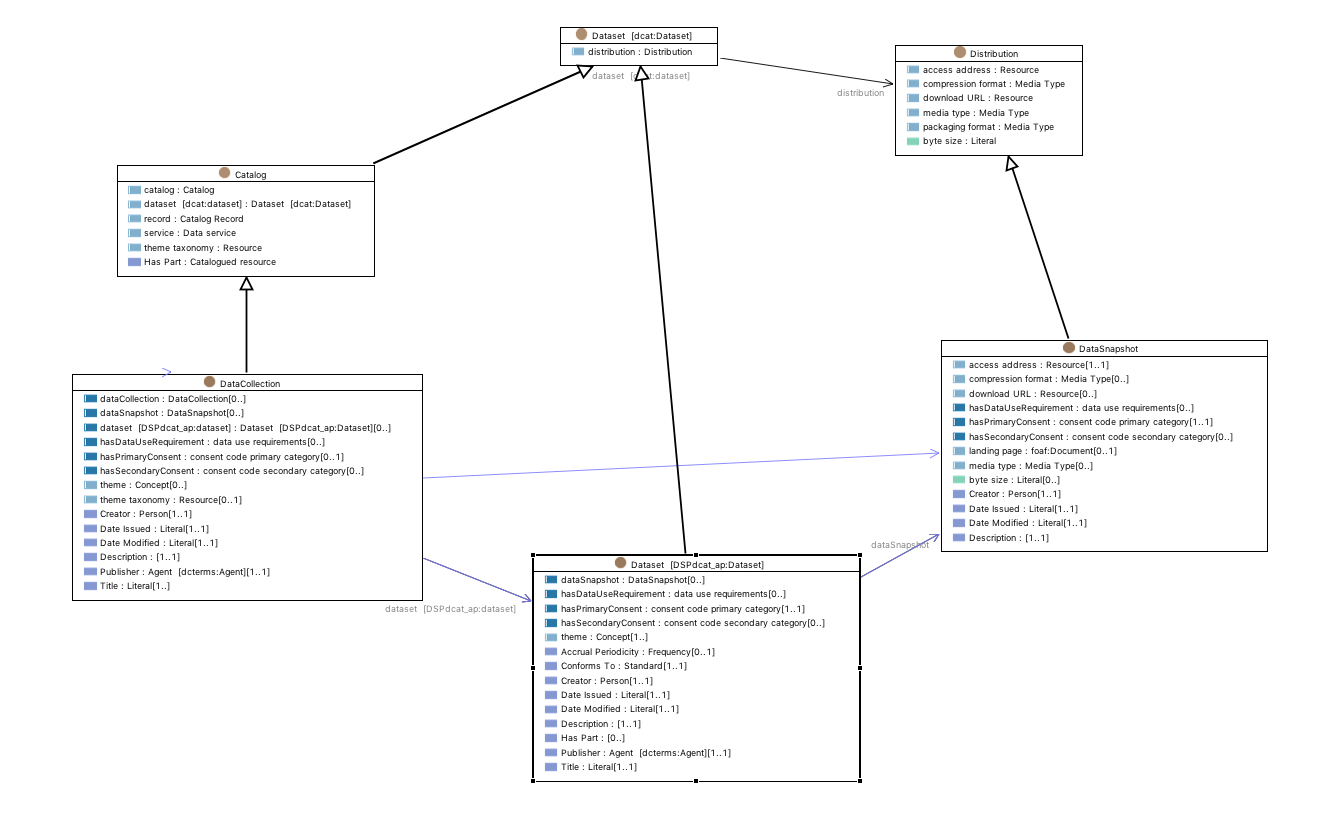 Dataset [dcat:Dataset]
distribution : Distribution
dataset [dcat:dataset]
distribution
Distribution
access address : Resource
compression format : Media Type
download URL : Resource
media type : Media Type
packaging format : Media Type
byte size : Literal
Catalog
catalog : Catalog
dataset [dcat:dataset] : Dataset [dcat:Dataset]
record : Catalog Record
service : Data service
theme taxonomy : Resource
Has Part : Catalogued resource
DataCollection
dataCollection : DataCollection[0..]
dataSnapshot : DataSnapshot[0..]
dataset [DSPdcat_ap:dataset] : Dataset [DSPdcat_ap:Dataset][0..]
hasDataUseRequirement : data use requirements[0..]
hasPrimaryConsent : consent code primary category[0..1]
hasSecondaryConsent : consent code secondary category[0..]
theme : Concept[0..]
theme taxonomy : Resource[0..1]
Creator : Person[1..1]
Date Issued : Literal[1..1]
Date Modified : Literal[1..1]
Description : [1..1]
Publisher : Agent [dcterms:Agent][1..1]
Title : Literal[1..]
DataSnapshot
access address : Resource[1..1]
compression format : Media Type[0..]
download URL : Resource[0..]
hasDataUseRequirement : data use requirements[0..]
hasPrimaryConsent : consent code primary category[1..1]
hasSecondaryConsent : consent code secondary category[0..]
landing page : foaf:Document[0..1]
media type : Media Type[0..]
byte size : Literal[0..]
Creator : Person[1..1]
Date Issued : Literal[1..1]
Date Modified : Literal[1..1]
Description : [1..1]
dataSnapshot
dataset [DSPdcat_ap:dataset]
Dataset [DSPdcat_ap:Dataset]
dataSnapshot : DataSnapshot[0..]
hasDataUseRequirement : data use requirements[0..]
hasPrimaryConsent : consent code primary category[1..1]
hasSecondaryConsent : consent code secondary category[0..]
theme : Concept[1..]
Accrual Periodicity : Frequency[0..1]
Conforms To : Standard[1..1]
Creator : Person[1..1]
Date Issued : Literal[1..1]
Date Modified : Literal[1..1]
Description : [1..1]
Has Part : [0..]
Publisher : Agent [dcterms:Agent][1..1]
Title : Literal[1..1]